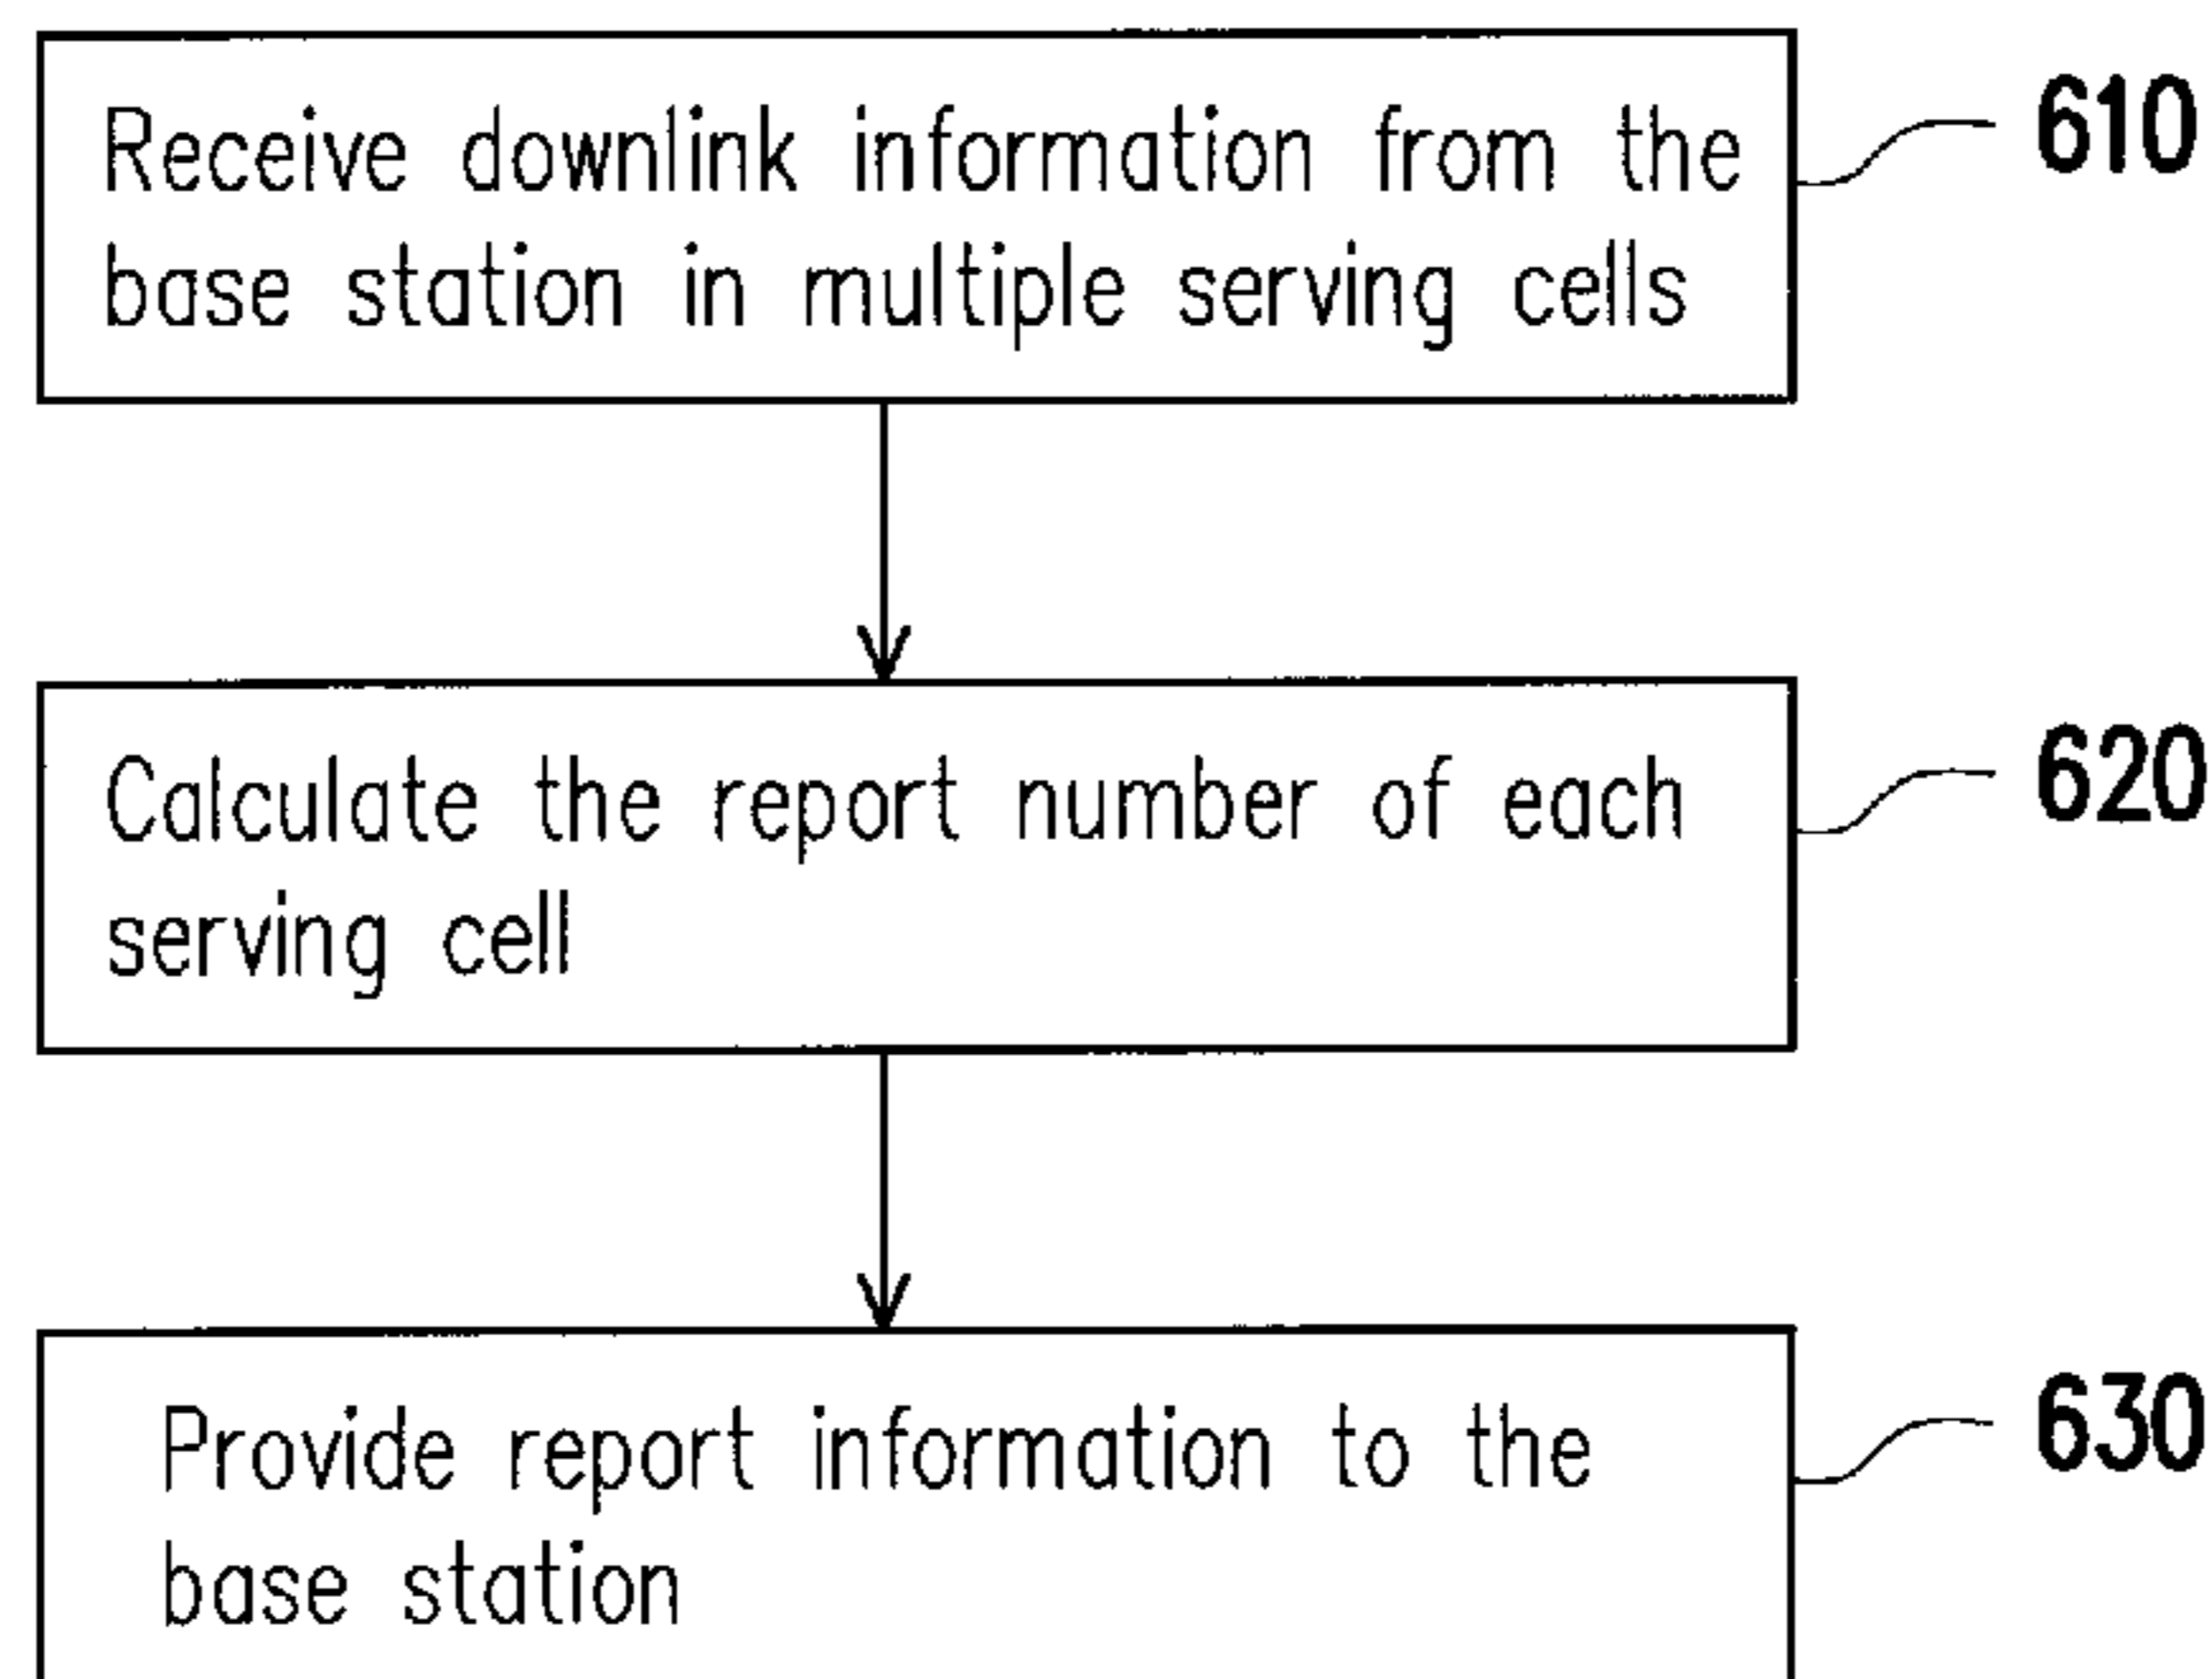 Receive downlink information from the
base station in multiple serving cells
610
Calculate the report number of each
serving cell
620
Provide report information to the
base station
630